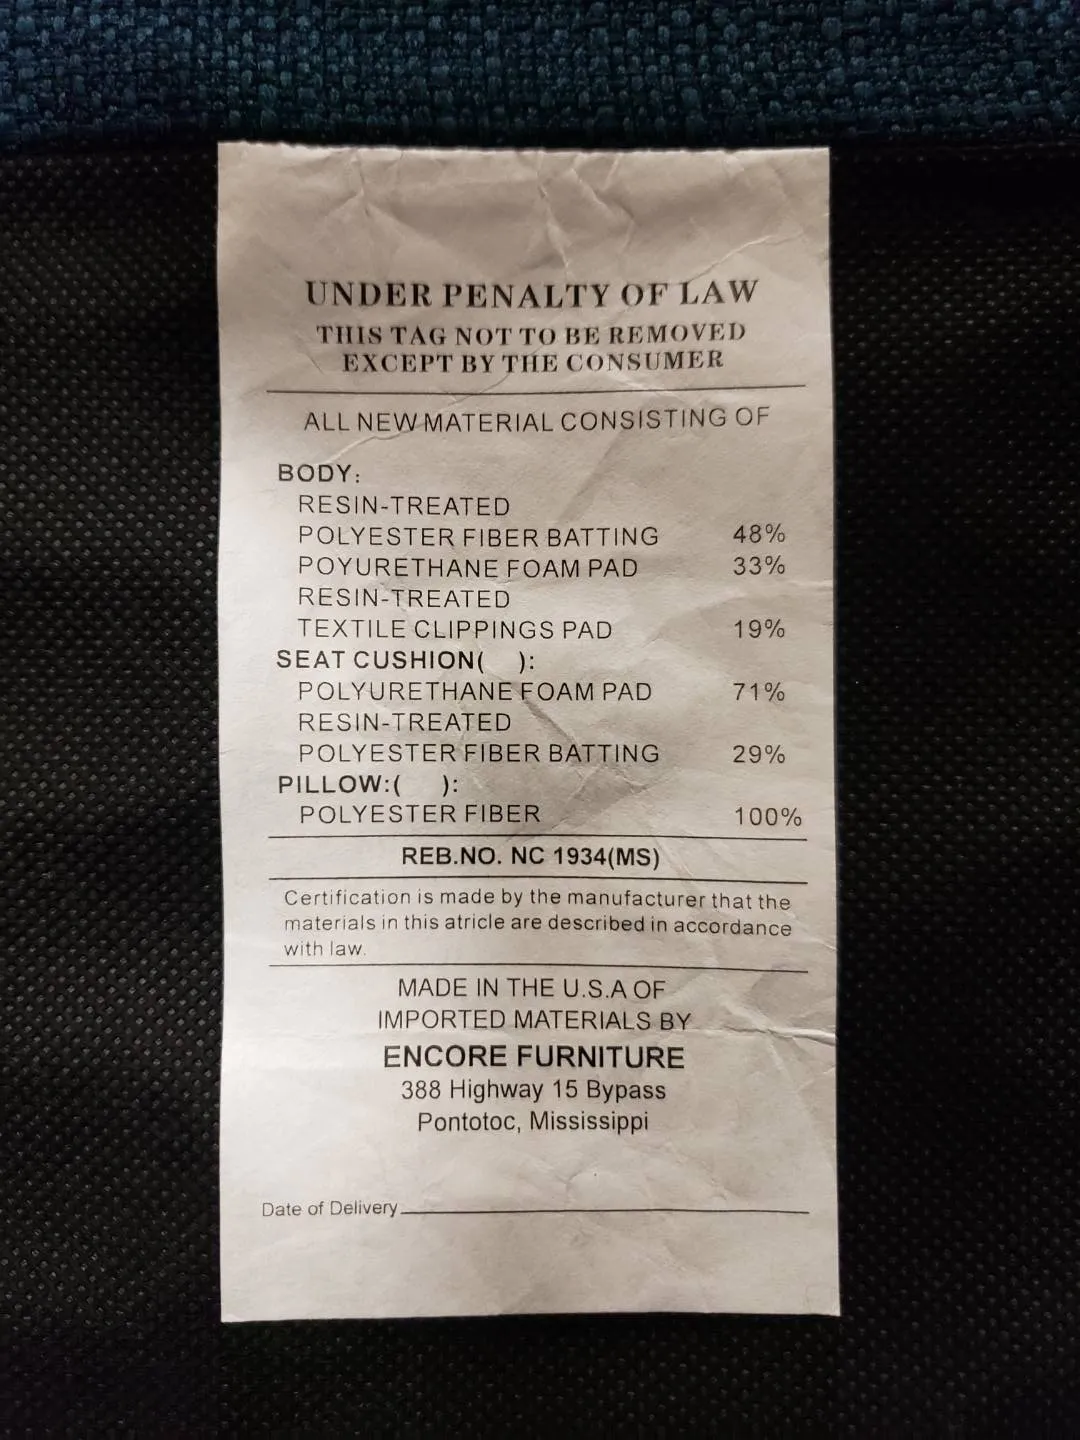 UNDER PENALTY OF LAW
THIS TAG NOT TO BE REMOVED
EXCEPT BY THE CONSUMER
ALL NEW MATERIAL CONSISTING OF
BODY:
RESIN-TREATED
POLYESTER FIBER BATTING 48%
POYURETHANE FOAM PAD 33%
RESIN-TREATED
TEXTILE CLIPPINGS PAD 19%
SEAT CUSHION( ):
POLYURETHANE FOAM PAD 71%
RESIN-TREATED
POLYESTER FIBER BATTING 29%
PILLOW:( ):
POLYESTER FIBER 100%
REB.NO. NC 1934(MS)
Certification is made by the manufacturer that the
materials in this atricle are described in accordance
with law.
MADE IN THE U.S.A OF
IMPORTED MATERIALS BY
ENCORE FURNITURE
388 Highway 15 Bypass
Pontotoc, Mississippi
Date of Delivery